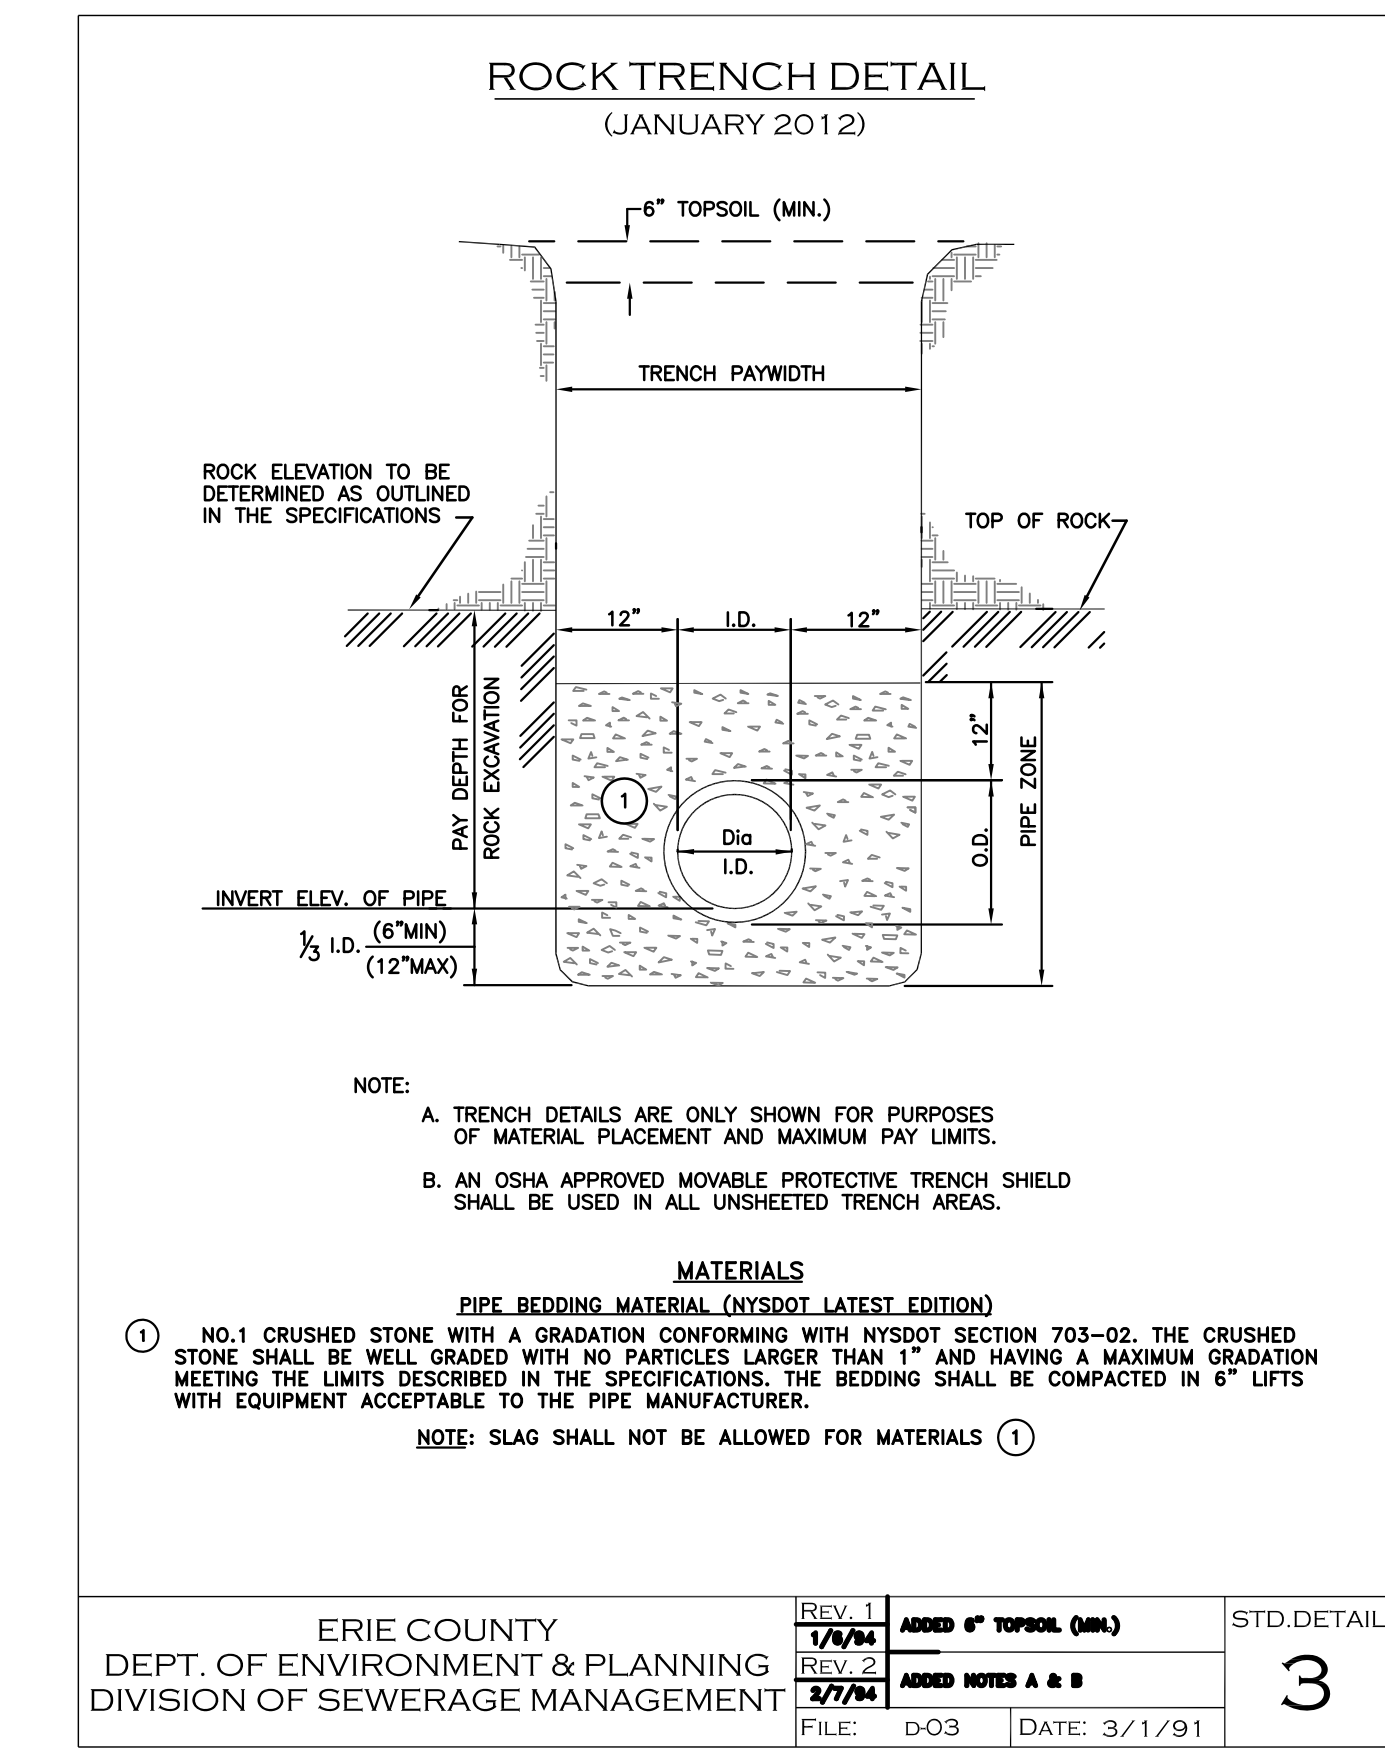 ROCK TRENCH DETAIL
(JANUARY 2012)
6" TOPSOIL (MIN.)
TRENCH PAYWIDTH
ROCK ELEVATION TO BE
DETERMINED AS OUTLINED
IN THE SPECIFICATIONS
TOP OF ROCK
12" I.D. 12"
PAY DEPTH FOR
ROCK EXCAVATION
12"
PIPE ZONE
O.D.
1
Dia
I.D.
INVERT ELEV. OF PIPE
1/3 I.D. (6"MIN)
(12"MAX)
NOTE:
A. TRENCH DETAILS ARE ONLY SHOWN FOR PURPOSES
OF MATERIAL PLACEMENT AND MAXIMUM PAY LIMITS.
B. AN OSHA APPROVED MOVABLE PROTECTIVE TRENCH SHIELD
SHALL BE USED IN ALL UNSHEETED TRENCH AREAS.
MATERIALS
PIPE BEDDING MATERIAL (NYSDOT LATEST EDITION)
1 NO.1 CRUSHED STONE WITH A GRADATION CONFORMING WITH NYSDOT SECTION 703-02. THE CRUSHED
STONE SHALL BE WELL GRADED WITH NO PARTICLES LARGER THAN 1" AND HAVING A MAXIMUM GRADATION
MEETING THE LIMITS DESCRIBED IN THE SPECIFICATIONS. THE BEDDING SHALL BE COMPACTED IN 6" LIFTS
WITH EQUIPMENT ACCEPTABLE TO THE PIPE MANUFACTURER.
NOTE: SLAG SHALL NOT BE ALLOWED FOR MATERIALS 1
ERIE COUNTY
DEPT. OF ENVIRONMENT & PLANNING
DIVISION OF SEWERAGE MANAGEMENT
REV. 1
1/6/94
ADDED 6" TOPSOIL (MIN.)
REV. 2
2/7/94
ADDED NOTES A & B
FILE: D-03
DATE: 3/1/91
STD.DETAIL
3